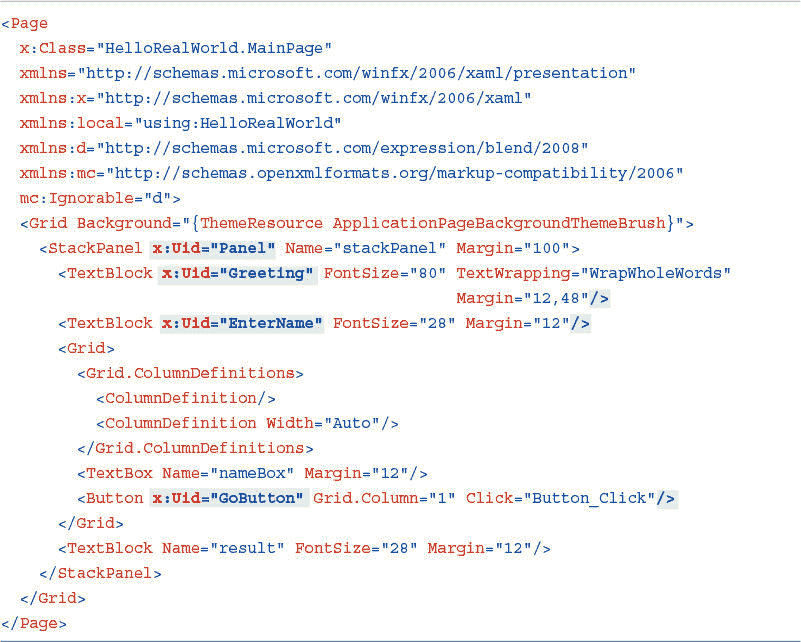 <Page
x:Class="HelloRealWorld.MainPage"
xmlns="http://schemas.microsoft.com/winfx/2006/xaml/presentation"
xmlns:x="http://schemas.microsoft.com/winfx/2006/xaml"
xmlns:local="using:HelloRealWorld"
xmlns:d="http://schemas.microsoft.com/expression/blend/2008"
xmlns:mc="http://schemas.openxmlformats.org/markup-compatibility/2006"
mc:Ignorable="d">
<Grid Background="{ThemeResource ApplicationPageBackgroundThemeBrush}">
<StackPanel x:Uid="Panel" Name="stackPanel" Margin="100">
<TextBlock x:Uid="Greeting" FontSize="80" TextWrapping="WrapWholeWords"
Margin="12,48"/>
<TextBlock x:Uid="EnterName" FontSize="28" Margin="12"/>
<Grid>
<Grid.ColumnDefinitions>
<ColumnDefinition/>
<ColumnDefinition Width="Auto"/>
</Grid.ColumnDefinitions>
<TextBox Name="nameBox" Margin="12"/>
<Button x:Uid="GoButton" Grid.Column="1" Click="Button_Click"/>
</Grid>
<TextBlock Name="result" FontSize="28" Margin="12"/>
</StackPanel>
</Grid>
</Page>